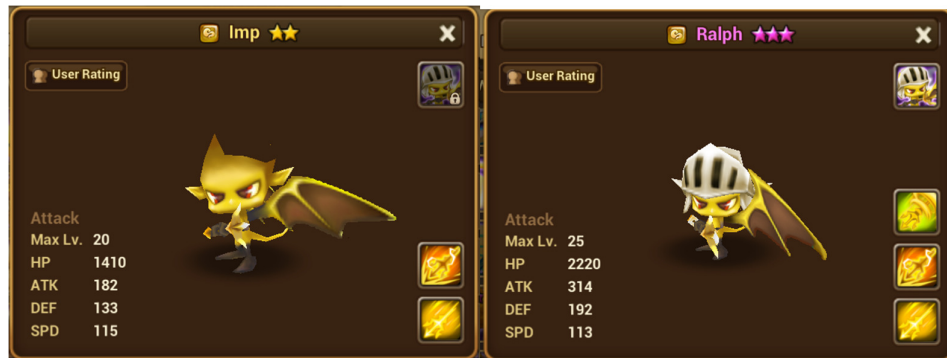 Imp
User Rating
Attack
Max Lv. 20
HP 1410
ATK 182
DEF 133
SPD 115
Ralph
User Rating
Attack
Max Lv. 25
HP 2220
ATK 314
DEF 192
SPD 113